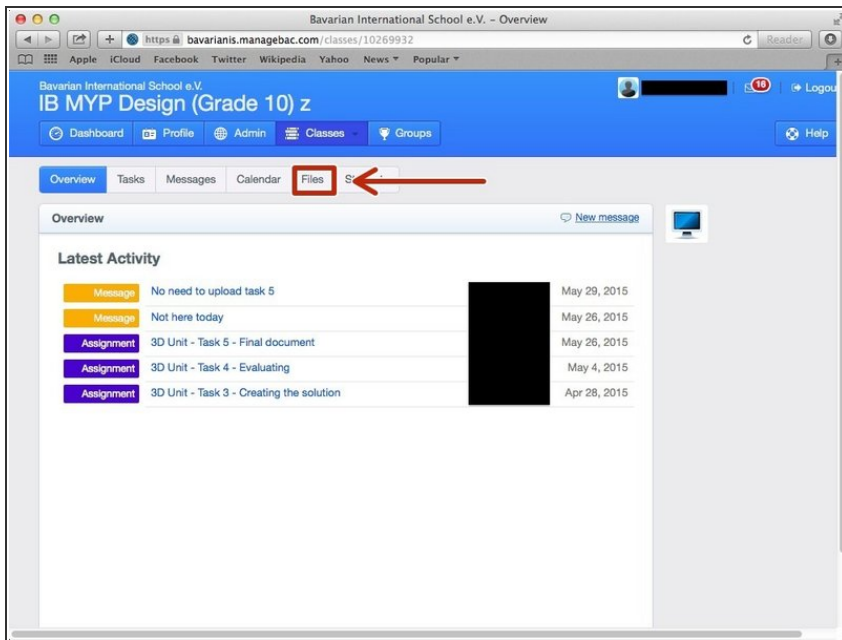 Bavarian International School e.V. – Overview
https bavarianis.managebac.com/classes/10269932 Reader
Apple iCloud Facebook Twitter Wikipedia Yahoo News Popular
Bavarian International School e.V.
IB MYP Design (Grade 10) z
16 Logou
Dashboard Profile Admin Classes Groups Help
Overview Tasks Messages Calendar Files
Overview New message
Latest Activity
Message No need to upload task 5 May 29, 2015
Message Not here today May 26, 2015
Assignment 3D Unit - Task 5 - Final document May 26, 2015
Assignment 3D Unit - Task 4 - Evaluating May 4, 2015
Assignment 3D Unit - Task 3 - Creating the solution Apr 28, 2015